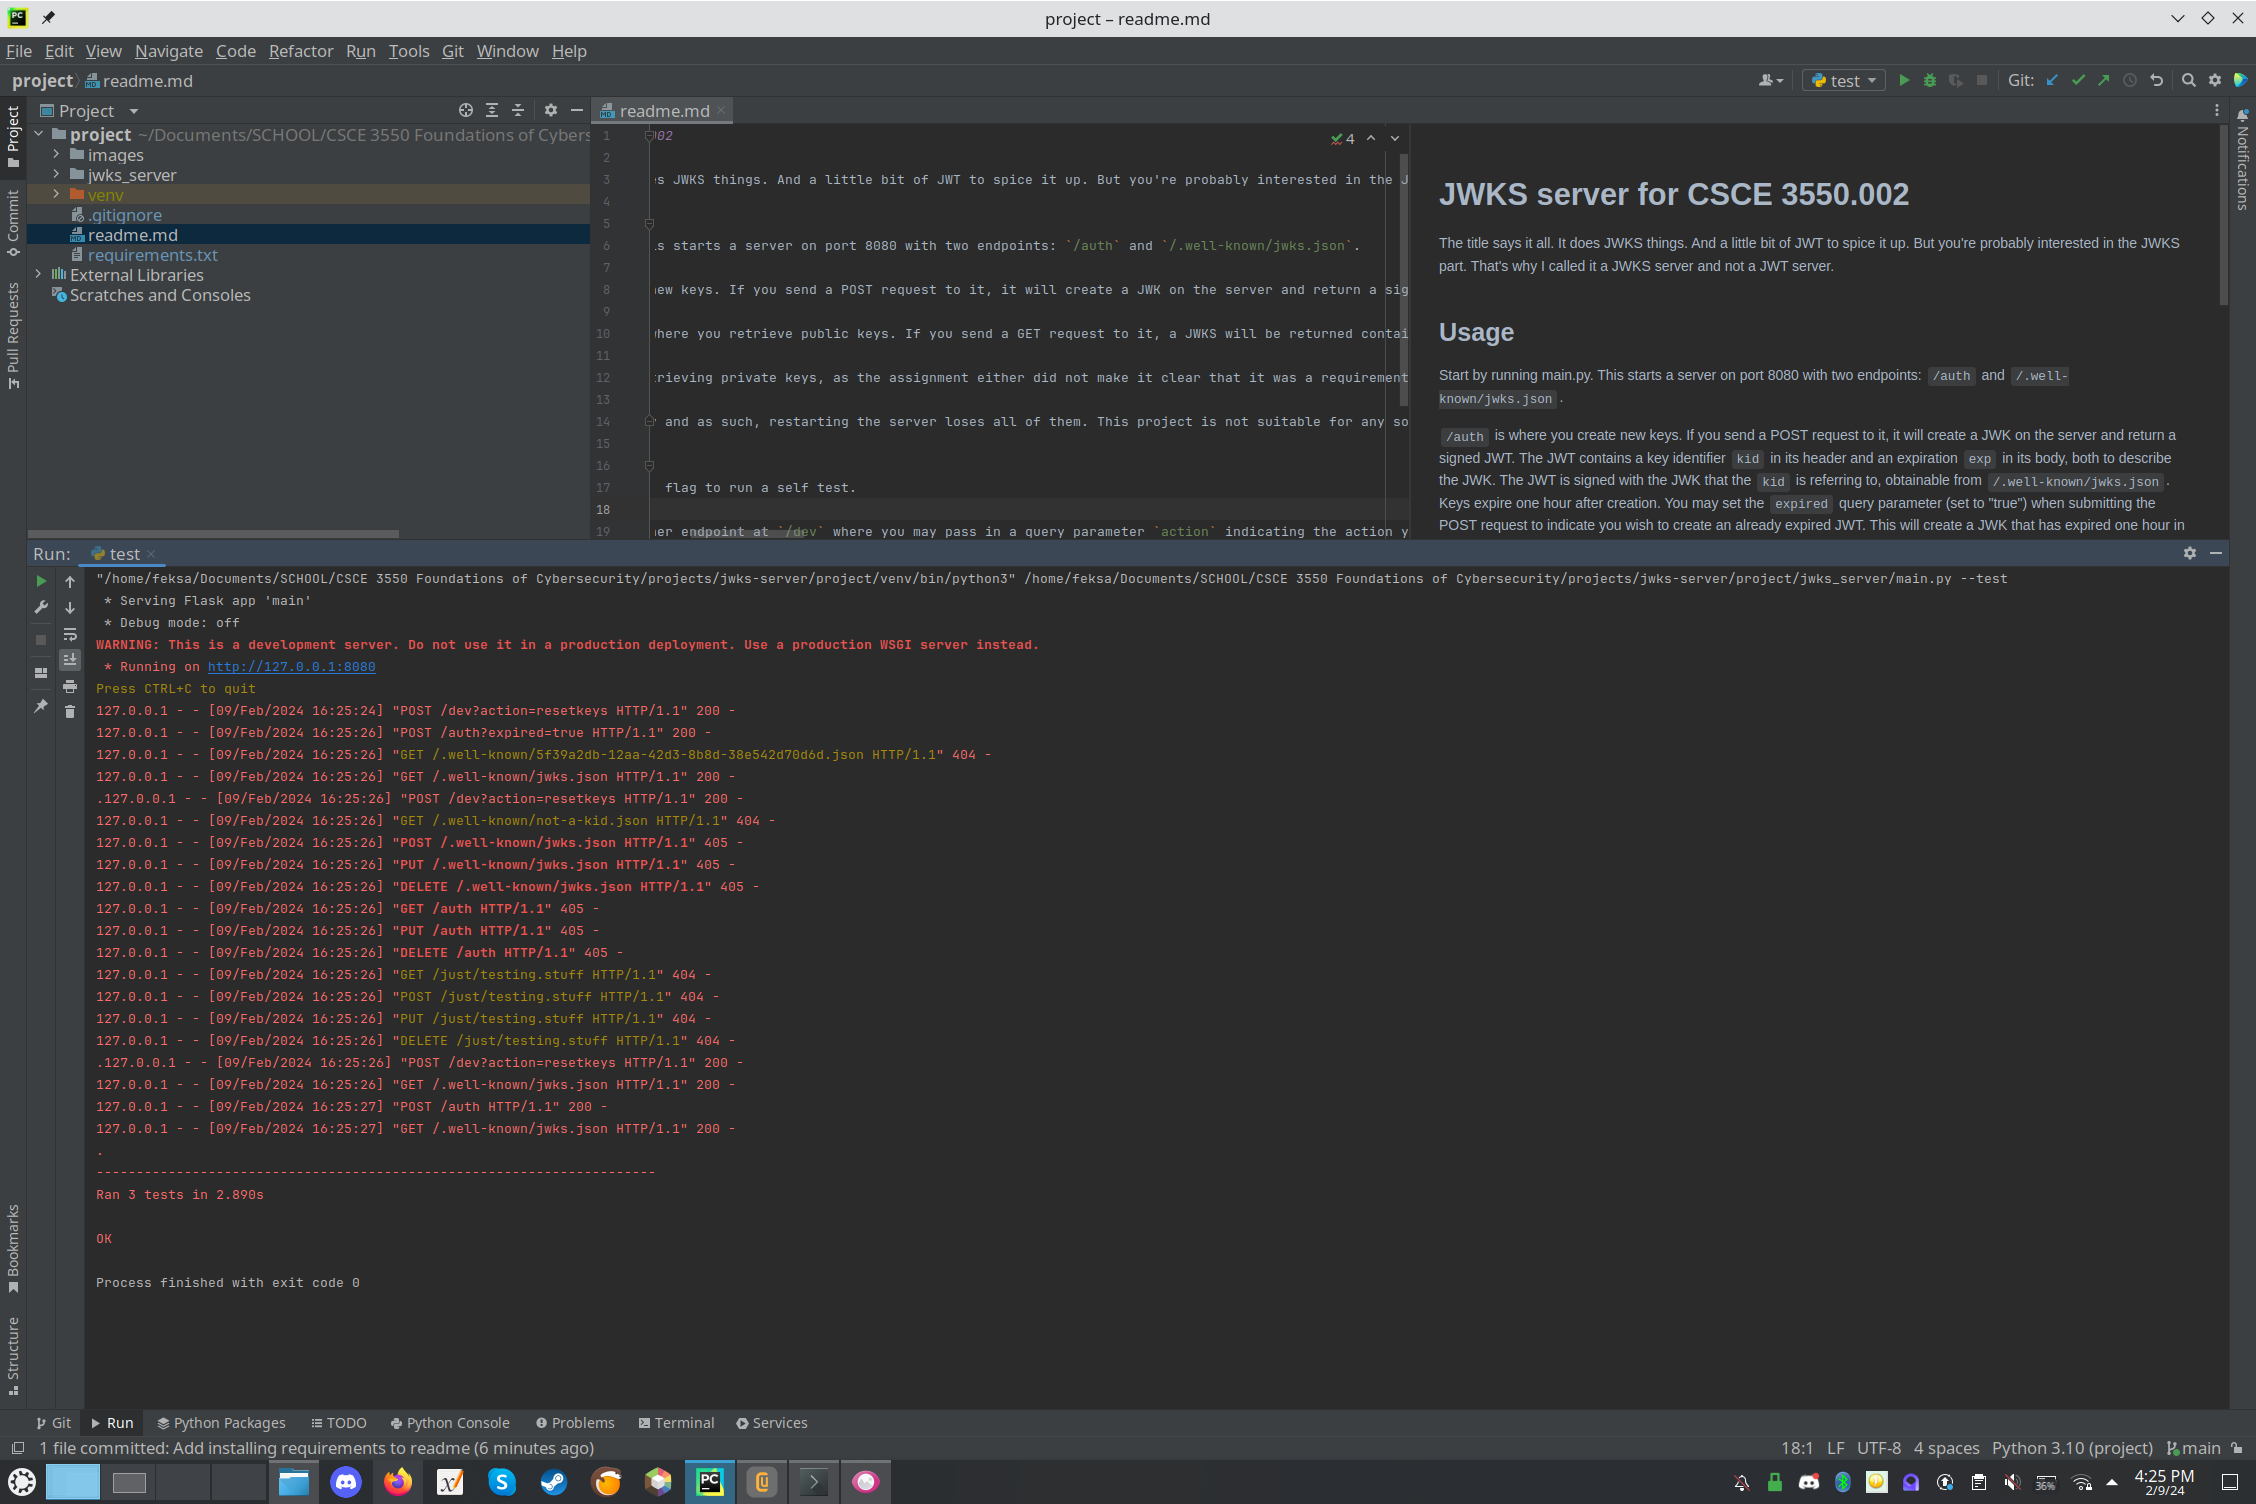 project – readme.md
File Edit View Navigate Code Refactor Run Tools Git Window Help
project readme.md
test
Git:
Project
readme.md
project ~/Documents/SCHOOL/CSCE 3550 Foundations of Cybers
images
jwks_server
venv
.gitignore
readme.md
requirements.txt
External Libraries
Scratches and Consoles
Project
Commit
Pull Requests
Bookmarks
Structure
Notifications
4
1 02
2
3 s JWKS things. And a little bit of JWT to spice it up. But you're probably interested in the J
4
5
6 s starts a server on port 8080 with two endpoints: `/auth` and `/.well-known/jwks.json`.
7
8 new keys. If you send a POST request to it, it will create a JWK on the server and return a sig
9
10 where you retrieve public keys. If you send a GET request to it, a JWKS will be returned contai
11
12 trieving private keys, as the assignment either did not make it clear that it was a requirement
13
14 and as such, restarting the server loses all of them. This project is not suitable for any so
15
16
17 flag to run a self test.
18
19 her endpoint at `/dev` where you may pass in a query parameter `action` indicating the action y
JWKS server for CSCE 3550.002
The title says it all. It does JWKS things. And a little bit of JWT to spice it up. But you're probably interested in the JWKS
part. That's why I called it a JWKS server and not a JWT server.
Usage
Start by running main.py. This starts a server on port 8080 with two endpoints: /auth and /.well-
known/jwks.json .
/auth is where you create new keys. If you send a POST request to it, it will create a JWK on the server and return a
signed JWT. The JWT contains a key identifier kid in its header and an expiration exp in its body, both to describe
the JWK. The JWT is signed with the JWK that the kid is referring to, obtainable from /.well-known/jwks.json .
Keys expire one hour after creation. You may set the expired query parameter (set to "true") when submitting the
POST request to indicate you wish to create an already expired JWT. This will create a JWK that has expired one hour in
Run: test
"/home/feksa/Documents/SCHOOL/CSCE 3550 Foundations of Cybersecurity/projects/jwks-server/project/venv/bin/python3" /home/feksa/Documents/SCHOOL/CSCE 3550 Foundations of Cybersecurity/projects/jwks-server/project/jwks_server/main.py --test
* Serving Flask app 'main'
* Debug mode: off
WARNING: This is a development server. Do not use it in a production deployment. Use a production WSGI server instead.
* Running on http://127.0.0.1:8080
Press CTRL+C to quit
127.0.0.1 - - [09/Feb/2024 16:25:24] "POST /dev?action=resetkeys HTTP/1.1" 200 -
127.0.0.1 - - [09/Feb/2024 16:25:26] "POST /auth?expired=true HTTP/1.1" 200 -
127.0.0.1 - - [09/Feb/2024 16:25:26] "GET /.well-known/5f39a2db-12aa-42d3-8b8d-38e542d70d6d.json HTTP/1.1" 404 -
127.0.0.1 - - [09/Feb/2024 16:25:26] "GET /.well-known/jwks.json HTTP/1.1" 200 -
.127.0.0.1 - - [09/Feb/2024 16:25:26] "POST /dev?action=resetkeys HTTP/1.1" 200 -
127.0.0.1 - - [09/Feb/2024 16:25:26] "GET /.well-known/not-a-kid.json HTTP/1.1" 404 -
127.0.0.1 - - [09/Feb/2024 16:25:26] "POST /.well-known/jwks.json HTTP/1.1" 405 -
127.0.0.1 - - [09/Feb/2024 16:25:26] "PUT /.well-known/jwks.json HTTP/1.1" 405 -
127.0.0.1 - - [09/Feb/2024 16:25:26] "DELETE /.well-known/jwks.json HTTP/1.1" 405 -
127.0.0.1 - - [09/Feb/2024 16:25:26] "GET /auth HTTP/1.1" 405 -
127.0.0.1 - - [09/Feb/2024 16:25:26] "PUT /auth HTTP/1.1" 405 -
127.0.0.1 - - [09/Feb/2024 16:25:26] "DELETE /auth HTTP/1.1" 405 -
127.0.0.1 - - [09/Feb/2024 16:25:26] "GET /just/testing.stuff HTTP/1.1" 404 -
127.0.0.1 - - [09/Feb/2024 16:25:26] "POST /just/testing.stuff HTTP/1.1" 404 -
127.0.0.1 - - [09/Feb/2024 16:25:26] "PUT /just/testing.stuff HTTP/1.1" 404 -
127.0.0.1 - - [09/Feb/2024 16:25:26] "DELETE /just/testing.stuff HTTP/1.1" 404 -
.127.0.0.1 - - [09/Feb/2024 16:25:26] "POST /dev?action=resetkeys HTTP/1.1" 200 -
127.0.0.1 - - [09/Feb/2024 16:25:26] "GET /.well-known/jwks.json HTTP/1.1" 200 -
127.0.0.1 - - [09/Feb/2024 16:25:27] "POST /auth HTTP/1.1" 200 -
127.0.0.1 - - [09/Feb/2024 16:25:27] "GET /.well-known/jwks.json HTTP/1.1" 200 -
.
----------------------------------------------------------------------
Ran 3 tests in 2.890s
OK
Process finished with exit code 0
Git Run Python Packages TODO Python Console Problems Terminal Services
1 file committed: Add installing requirements to readme (6 minutes ago)
18:1 LF UTF-8 4 spaces Python 3.10 (project) main
36%
4:25 PM
2/9/24